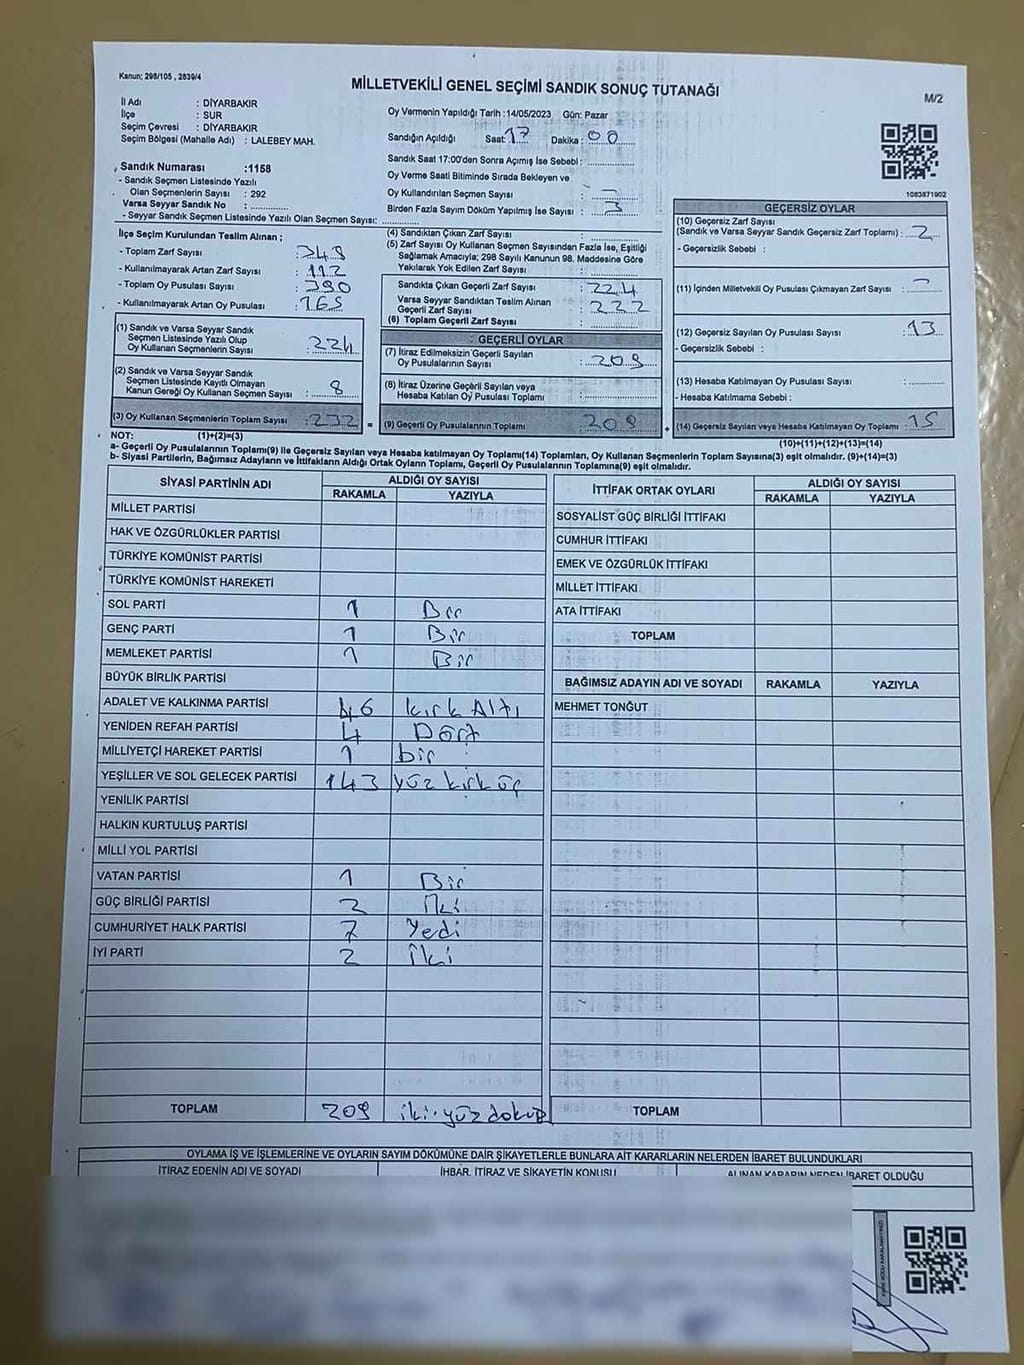 Kanun; 298/105 , 2839/4
MİLLETVEKİLİ GENEL SEÇİMİ SANDIK SONUÇ TUTANAĞI
M/2
İl Adı : DİYARBAKIR
İlçe : SUR
Seçim Çevresi : DİYARBAKIR
Seçim Bölgesi (Mahalle Adı) : LALEBEY MAH.
Oy Vermenin Yapıldığı Tarih :14/05/2023 Gün: Pazar
Sandığın Açıldığı Saat: 17 Dakika : 00
Sandık Saat 17:00'den Sonra Açımış İse Sebebi :
Oy Verme Saati Bitiminde Sırada Bekleyen ve
Oy Kullandırılan Seçmen Sayısı :
Birden Fazla Sayım Döküm Yapılmış İse Sayısı : 3
1083871902
Sandık Numarası :1158
- Sandık Seçmen Listesinde Yazılı
Olan Seçmenlerin Sayısı : 292
Varsa Seyyar Sandık No :
- Seyyar Sandık Seçmen Listesinde Yazılı Olan Seçmen Sayısı:
İlçe Seçim Kurulundan Teslim Alınan ;
- Toplam Zarf Sayısı :
- Kullanılmayarak Artan Zarf Sayısı : 112
- Toplam Oy Pusulası Sayısı : 390
- Kullanılmayarak Artan Oy Pusulası : 165
(1) Sandık ve Varsa Seyyar Sandık
Seçmen Listesinde Yazılı Olup
Oy Kullanan Seçmenlerin Sayısı : 224
(2) Sandık ve Varsa Seyyar Sandık
Seçmen Listesinde Kayıtlı Olmayan
Kanun Gereği Oy Kullanan Seçmen Sayısı : 8
(3) Oy Kullanan Seçmenlerin Toplam Sayısı : 232
(4) Sandıktan Çıkan Zarf Sayısı :
(5) Zarf Sayısı Oy Kullanan Seçmen Sayısından Fazla İse, Eşitliği
Sağlamak Amacıyla; 298 Sayılı Kanunun 98. Maddesine Göre
Yakılarak Yok Edilen Zarf Sayısı :
Sandıkta Çıkan Geçerli Zarf Sayısı : 224
Varsa Seyyar Sandıktan Teslim Alınan
Geçerli Zarf Sayısı : 222
(6) Toplam Geçerli Zarf Sayısı :
GEÇERLİ OYLAR
(7) İtiraz Edilmeksizin Geçerli Sayılan
Oy Pusulalarının Sayısı : 209
(8) İtiraz Üzerine Geçerli Sayılan veya
Hesaba Katılan Oy Pusulası Toplamı :
= (9) Geçerli Oy Pusulalarının Toplamı : 209
GEÇERSİZ OYLAR
(10) Geçersiz Zarf Sayısı
(Sandık ve Varsa Seyyar Sandık Geçersiz Zarf Toplamı) : 2
- Geçersizlik Sebebi :
(11) İçinden Milletvekili Oy Pusulası Çıkmayan Zarf Sayısı :
(12) Geçersiz Sayılan Oy Pusulası Sayısı : 13
- Geçersizlik Sebebi :
(13) Hesaba Katılmayan Oy Pusulası Sayısı :
- Hesaba Katılmama Sebebi :
+ (14) Geçersiz Sayılan veya Hesaba Katılmayan Oy Toplamı : 15
NOT: (1)+(2)=(3) (10)+(11)+(12)+(13)=(14)
a- Geçerli Oy Pusulalarının Toplamı(9) ile Geçersiz Sayılan veya Hesaba katılmayan Oy Toplamı(14) Toplamları, Oy Kullanan Seçmenlerin Toplam Sayısına(3) eşit olmalıdır. (9)+(14)=(3)
b- Siyasi Partilerin, Bağımsız Adayların ve İttifakların Aldığı Ortak Oyların Toplamı, Geçerli Oy Pusulalarının Toplamına(9) eşit olmalıdır.
SİYASİ PARTİNİN ADI ALDIĞI OY SAYISI
RAKAMLA YAZIYLA
MİLLET PARTİSİ
HAK VE ÖZGÜRLÜKLER PARTİSİ
TÜRKİYE KOMÜNİST PARTİSİ
TÜRKİYE KOMÜNİST HAREKETİ
SOL PARTİ 1 Bir
GENÇ PARTİ 1 Bir
MEMLEKET PARTİSİ 1 Bir
BÜYÜK BİRLİK PARTİSİ
ADALET VE KALKINMA PARTİSİ 46 kırk Altı
YENİDEN REFAH PARTİSİ 4 Dört
MİLLİYETÇİ HAREKET PARTİSİ 1 bir
YEŞİLLER VE SOL GELECEK PARTİSİ 143 yüz kırk üç
YENİLİK PARTİSİ
HALKIN KURTULUŞ PARTİSİ
MİLLİ YOL PARTİSİ
VATAN PARTİSİ 1 Bir
GÜÇ BİRLİĞİ PARTİSİ 2 İki
CUMHURİYET HALK PARTİSİ 7 Yedi
İYİ PARTİ 2 İki
TOPLAM 209 iki-yüz dokuz
İTTİFAK ORTAK OYLARI ALDIĞI OY SAYISI
RAKAMLA YAZIYLA
SOSYALİST GÜÇ BİRLİĞİ İTTİFAKI
CUMHUR İTTİFAKI
EMEK VE ÖZGÜRLÜK İTTİFAKI
MİLLET İTTİFAKI
ATA İTTİFAKI
TOPLAM
BAĞIMSIZ ADAYIN ADI VE SOYADI RAKAMLA YAZIYLA
MEHMET TONĞUT
TOPLAM
OYLAMA İŞ VE İŞLEMLERİNE VE OYLARIN SAYIM DÖKÜMÜNE DAİR ŞİKAYETLERLE BUNLARA AİT KARARLARIN NELERDEN İBARET BULUNDUKLARI
İTİRAZ EDENİN ADI VE SOYADI İHBAR, İTİRAZ VE ŞİKAYETİN KONUSU ALINAN KARARIN NEDEN İBARET OLDUĞU